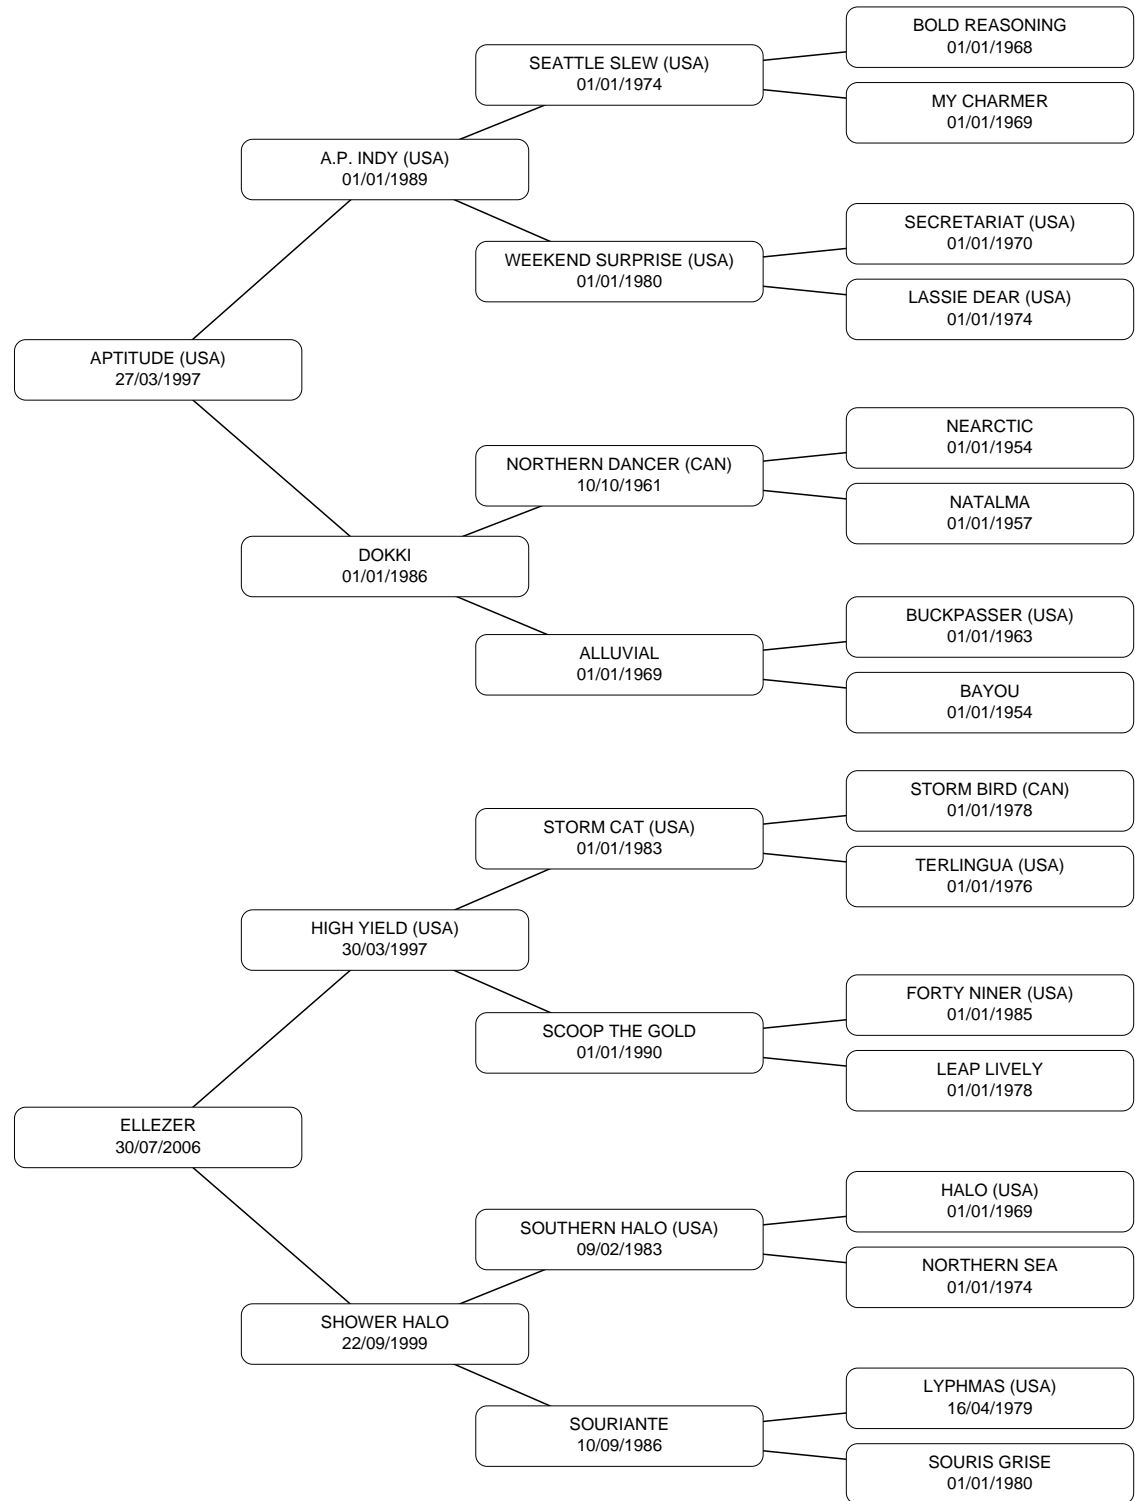 BOLD REASONING
01/01/1968
SEATTLE SLEW (USA)
01/01/1974
MY CHARMER
01/01/1969
A.P. INDY (USA)
01/01/1989
SECRETARIAT (USA)
01/01/1970
WEEKEND SURPRISE (USA)
01/01/1980
LASSIE DEAR (USA)
01/01/1974
APTITUDE (USA)
27/03/1997
NEARCTIC
01/01/1954
NORTHERN DANCER (CAN)
10/10/1961
NATALMA
01/01/1957
DOKKI
01/01/1986
BUCKPASSER (USA)
01/01/1963
ALLUVIAL
01/01/1969
BAYOU
01/01/1954
STORM BIRD (CAN)
01/01/1978
STORM CAT (USA)
01/01/1983
TERLINGUA (USA)
01/01/1976
HIGH YIELD (USA)
30/03/1997
FORTY NINER (USA)
01/01/1985
SCOOP THE GOLD
01/01/1990
LEAP LIVELY
01/01/1978
ELLEZER
30/07/2006
HALO (USA)
01/01/1969
SOUTHERN HALO (USA)
09/02/1983
NORTHERN SEA
01/01/1974
SHOWER HALO
22/09/1999
LYPHMAS (USA)
16/04/1979
SOURIANTE
10/09/1986
SOURIS GRISE
01/01/1980